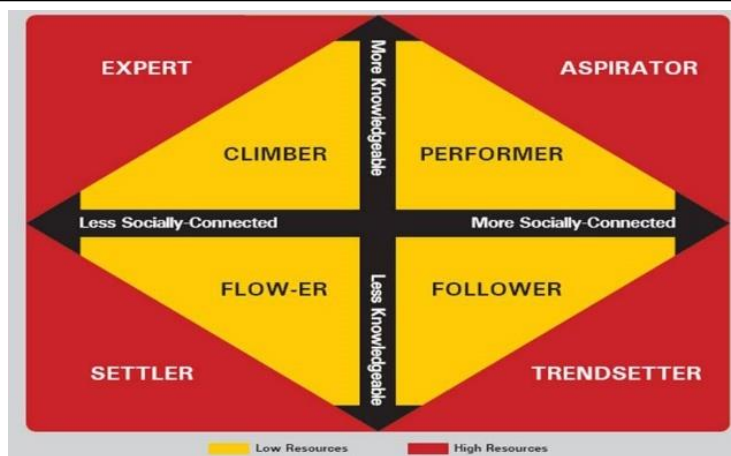 More Knowledgeable
EXPERT
ASPIRATOR
CLIMBER
PERFORMER
Less Socially-Connected
More Socially-Connected
FLOW-ER
FOLLOWER
Less Knowledgeable
SETTLER
TRENDSETTER
Low Resources
High Resources